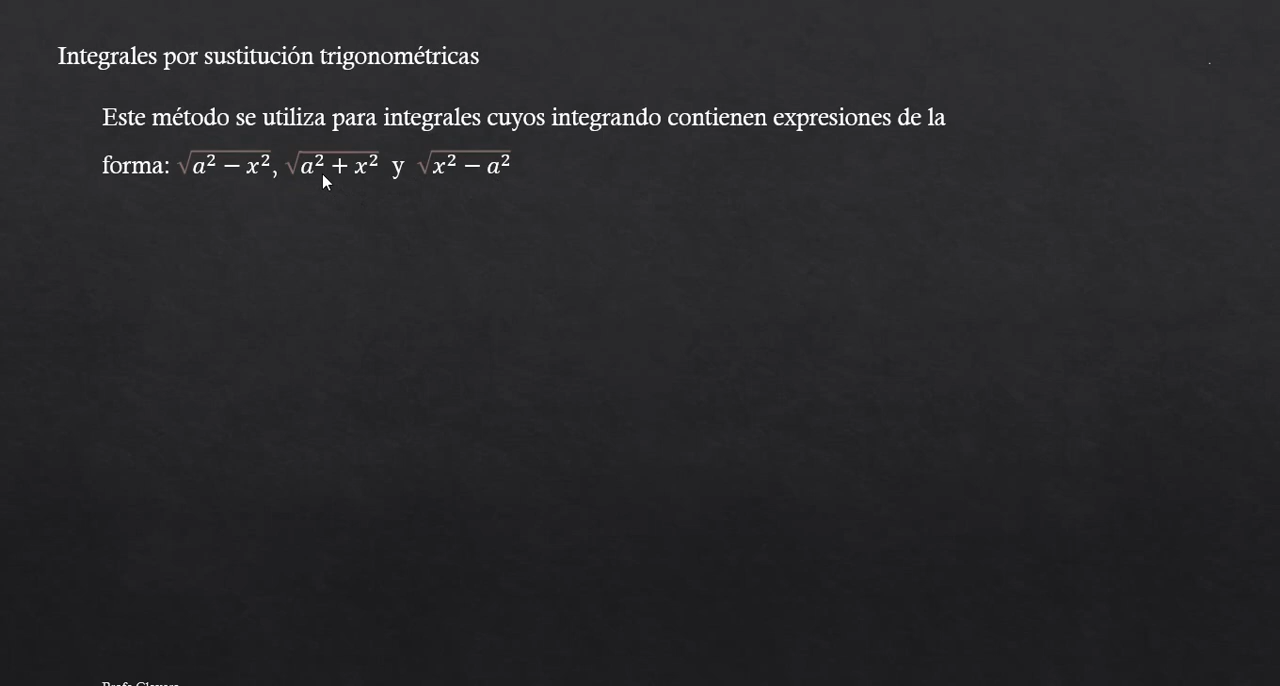 Integrales por sustitución trigonométricas
Este método se utiliza para integrales cuyos integrando contienen expresiones de la
forma: √a² − x², √a² + x² y √x² − a²